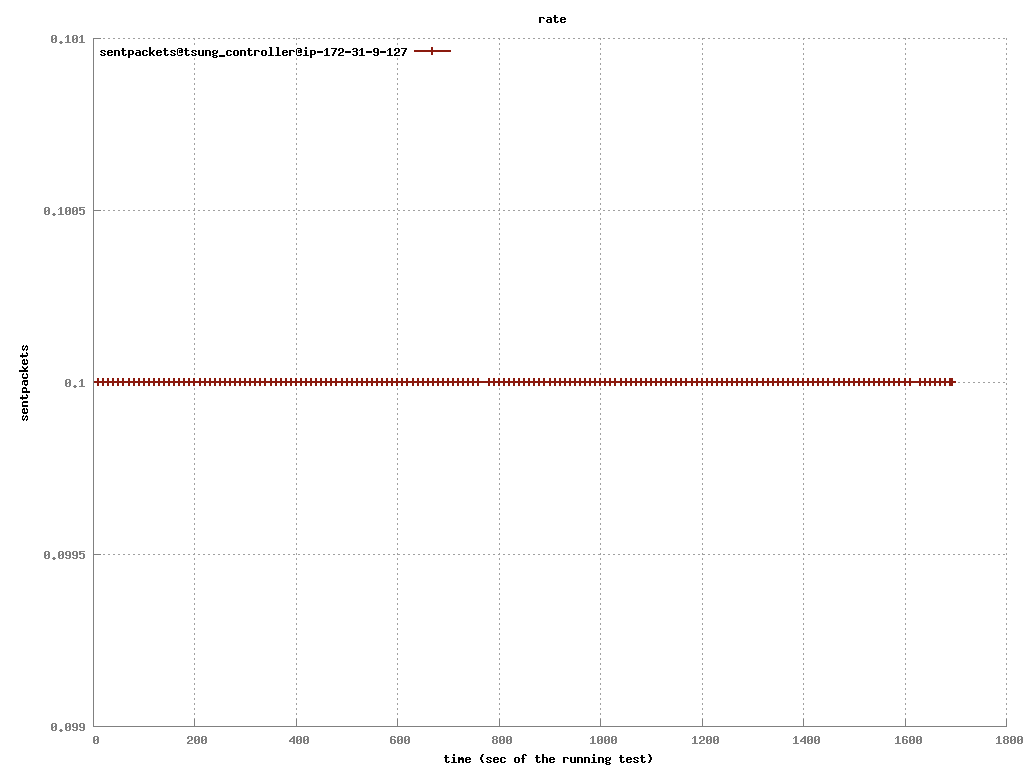 rate
0.101
sentpackets@tsung_controller@ip-172-31-9-127
0.1005
0.1
sentpackets
0.0995
0.099
0 200 400 600 800 1000 1200 1400 1600 1800
time (sec of the running test)